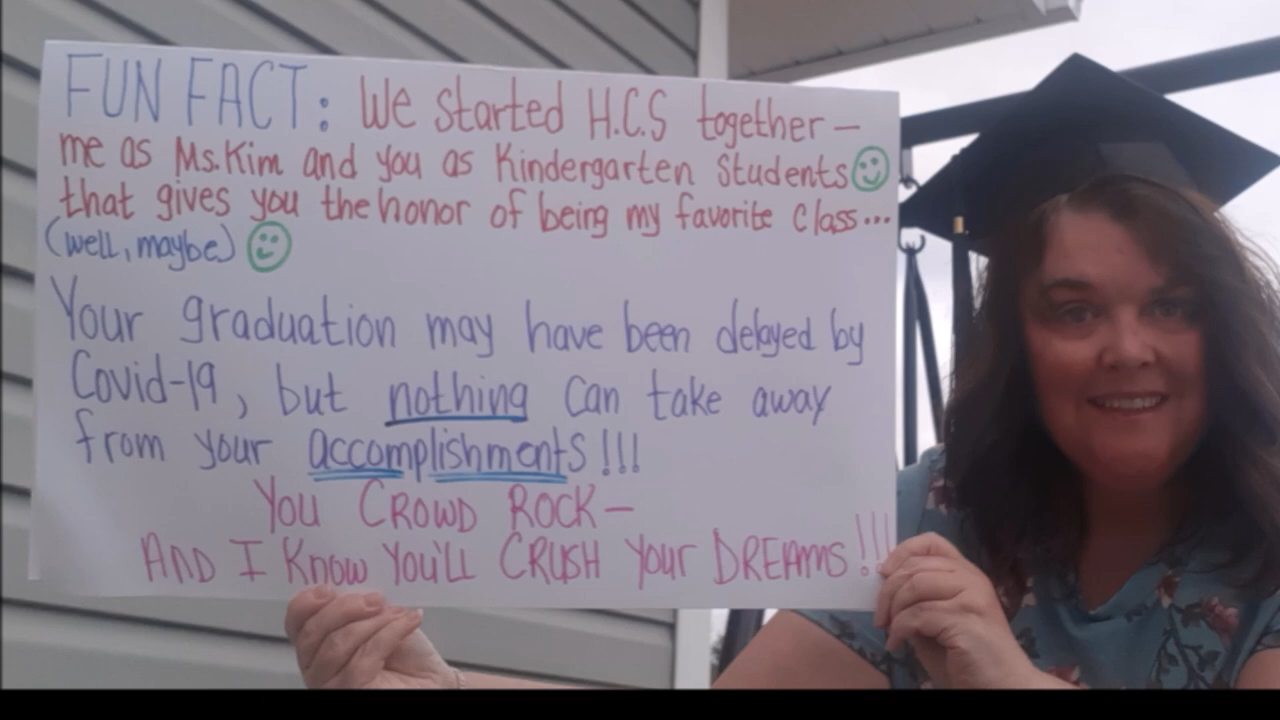 FUN FACT: We started H.C.S together—
me as Ms.Kim and you as Kindergarten Students
that gives you the honor of being my favorite class...
(well, maybe)
Your graduation may have been delayed by
Covid-19, but nothing can take away
from your accomplishments!!!
You CROWD ROCK—
AND I KNOW YOU'LL CRUSH YOUR DREAMS!!!